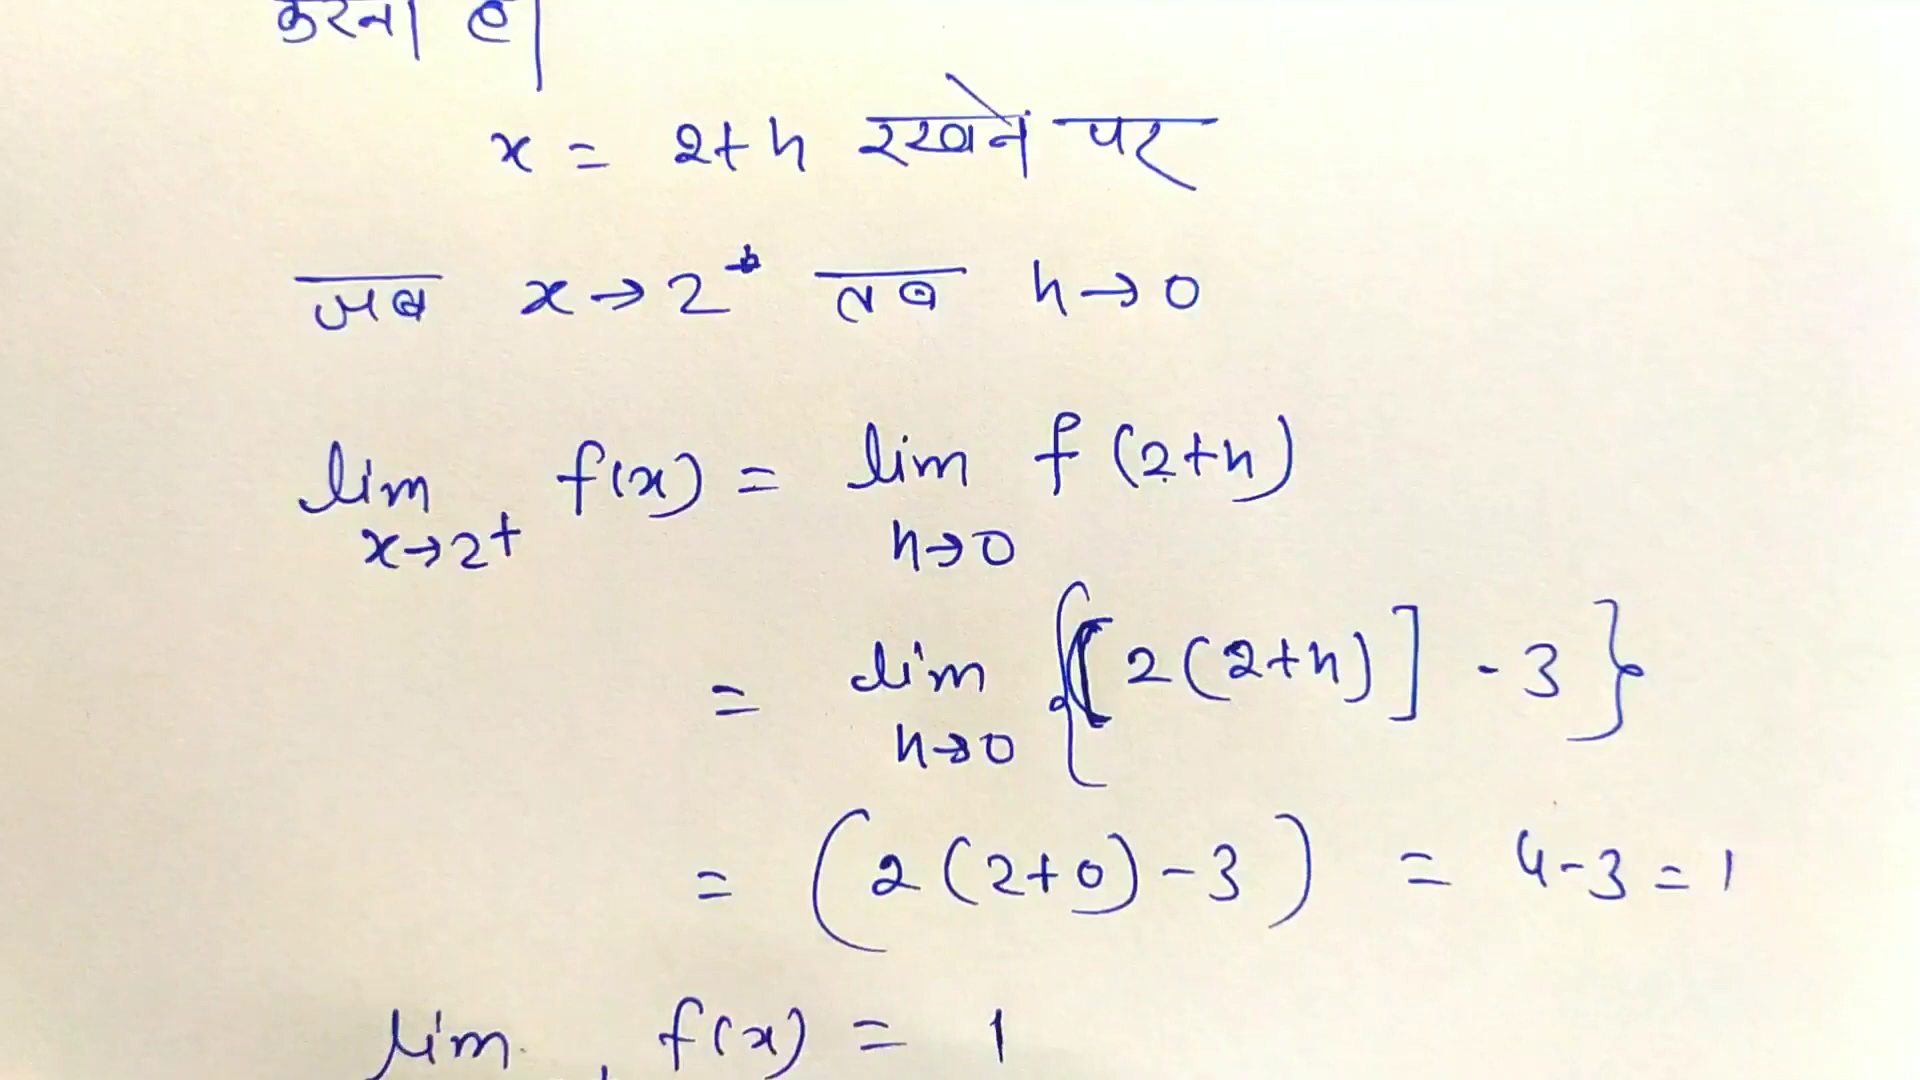 करना है।
x = 2+h रखने पर
जब x→2⁺ तब h→0
lim f(x) = lim f(2+h)
x→2+ h→0
= lim {[2(2+h)] - 3}
h→0
= (2(2+0)-3) = 4-3=1
lim f(x) = 1